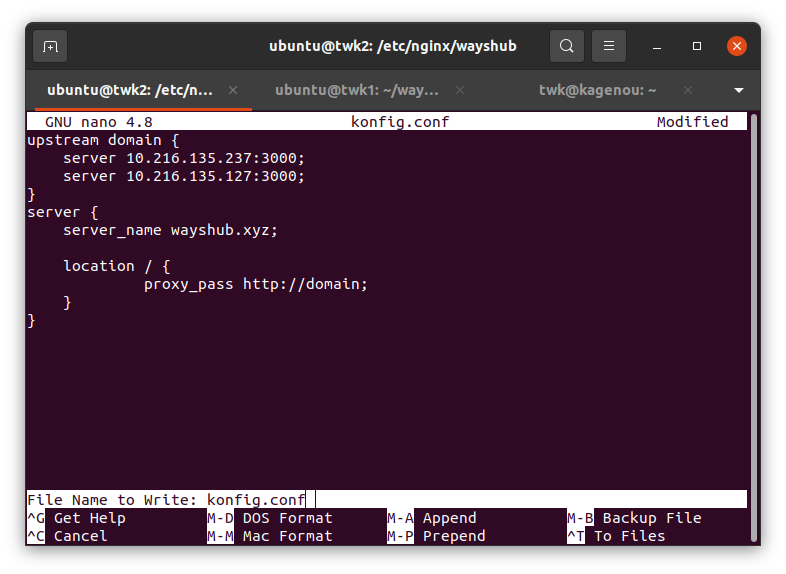 ubuntu@twk2: /etc/nginx/wayshub
ubuntu@twk2: /etc/n... × ubuntu@twk1: ~/way... × twk@kagenou: ~ ×
GNU nano 4.8 konfig.conf Modified
upstream domain {
    server 10.216.135.237:3000;
    server 10.216.135.127:3000;
}
server {
    server_name wayshub.xyz;

    location / {
             proxy_pass http://domain;
    }
}
File Name to Write: konfig.conf
^G Get Help M-D DOS Format M-A Append M-B Backup File
^C Cancel M-M Mac Format M-P Prepend ^T To Files